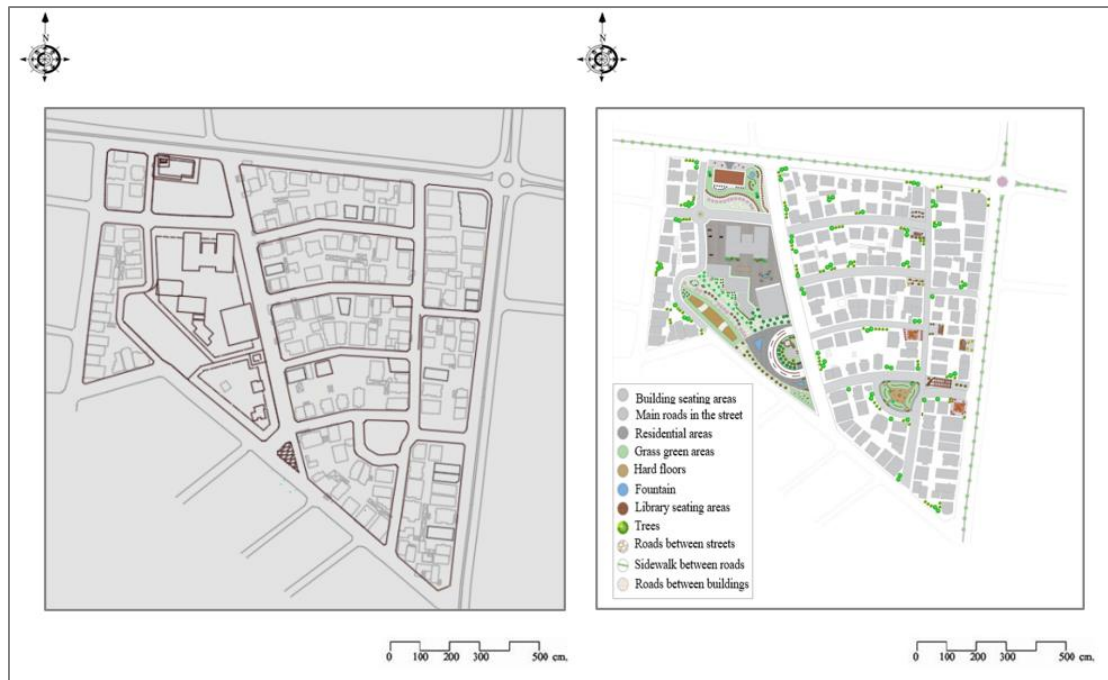 N
N
Building seating areas
Main roads in the street
Residential areas
Grass green areas
Hard floors
Fountain
Library seating areas
Trees
Roads between streets
Sidewalk between roads
Roads between buildings
0 100 200 300 500 cm,
0 100 200 300 500 cm,